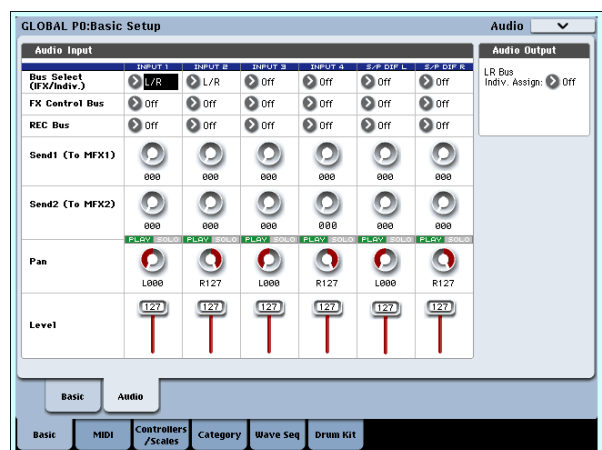 GLOBAL P0:Basic Setup Audio
Audio Input Audio Output
INPUT 1 INPUT 2 INPUT 3 INPUT 4 S/P DIF L S/P DIF R
Bus Select (IFX/Indiv.) L/R L/R Off Off Off Off
LR Bus
Indiv. Assign: Off
FX Control Bus Off Off Off Off Off Off
REC Bus Off Off Off Off Off Off
Send1 (To MFX1)
000 000 000 000 000 000
Send2 (To MFX2)
000 000 000 000 000 000
PLAY SOLO PLAY SOLO PLAY SOLO PLAY SOLO PLAY SOLO PLAY SOLO
Pan
L000 R127 L000 R127 L000 R127
127 127 127 127 127 127
Level
Basic Audio
Basic MIDI Controllers /Scales Category Wave Seq Drum Kit